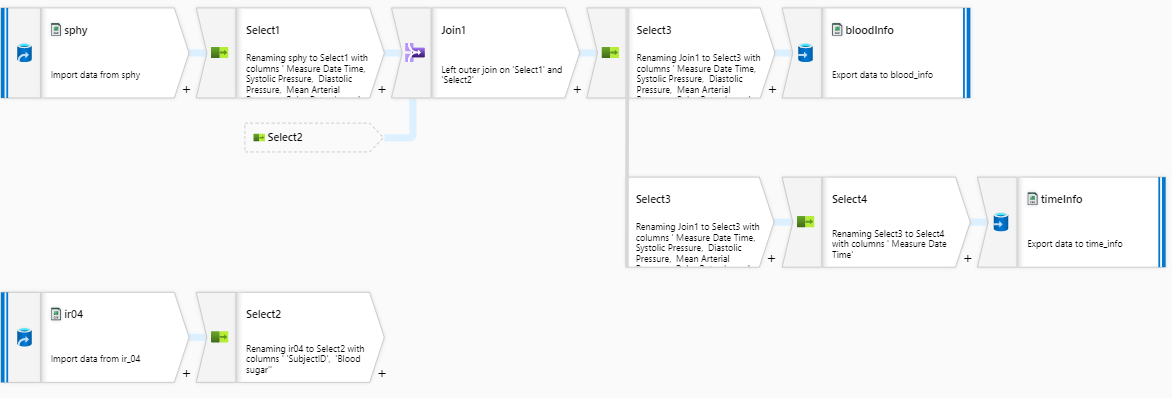 sphy
Import data from sphy
+
Select1
Renaming sphy to Select1 with
columns ' Measure Date Time,
Systolic Pressure,  Diastolic
Pressure,  Mean Arterial
+
Join1
Left outer join on 'Select1' and
'Select2'
+
Select3
Renaming Join1 to Select3 with
columns ' Measure Date Time,
Systolic Pressure,  Diastolic
Pressure,  Mean Arterial
+
bloodInfo
Export data to blood_info
Select2
Select3
Renaming Join1 to Select3 with
columns ' Measure Date Time,
Systolic Pressure,  Diastolic
Pressure,  Mean Arterial
+
Select4
Renaming Select3 to Select4
with columns ' Measure Date
Time'
+
timeInfo
Export data to time_info
ir04
Import data from ir_04
+
Select2
Renaming ir04 to Select2 with
columns ' 'SubjectID',  'Blood
sugar''
+